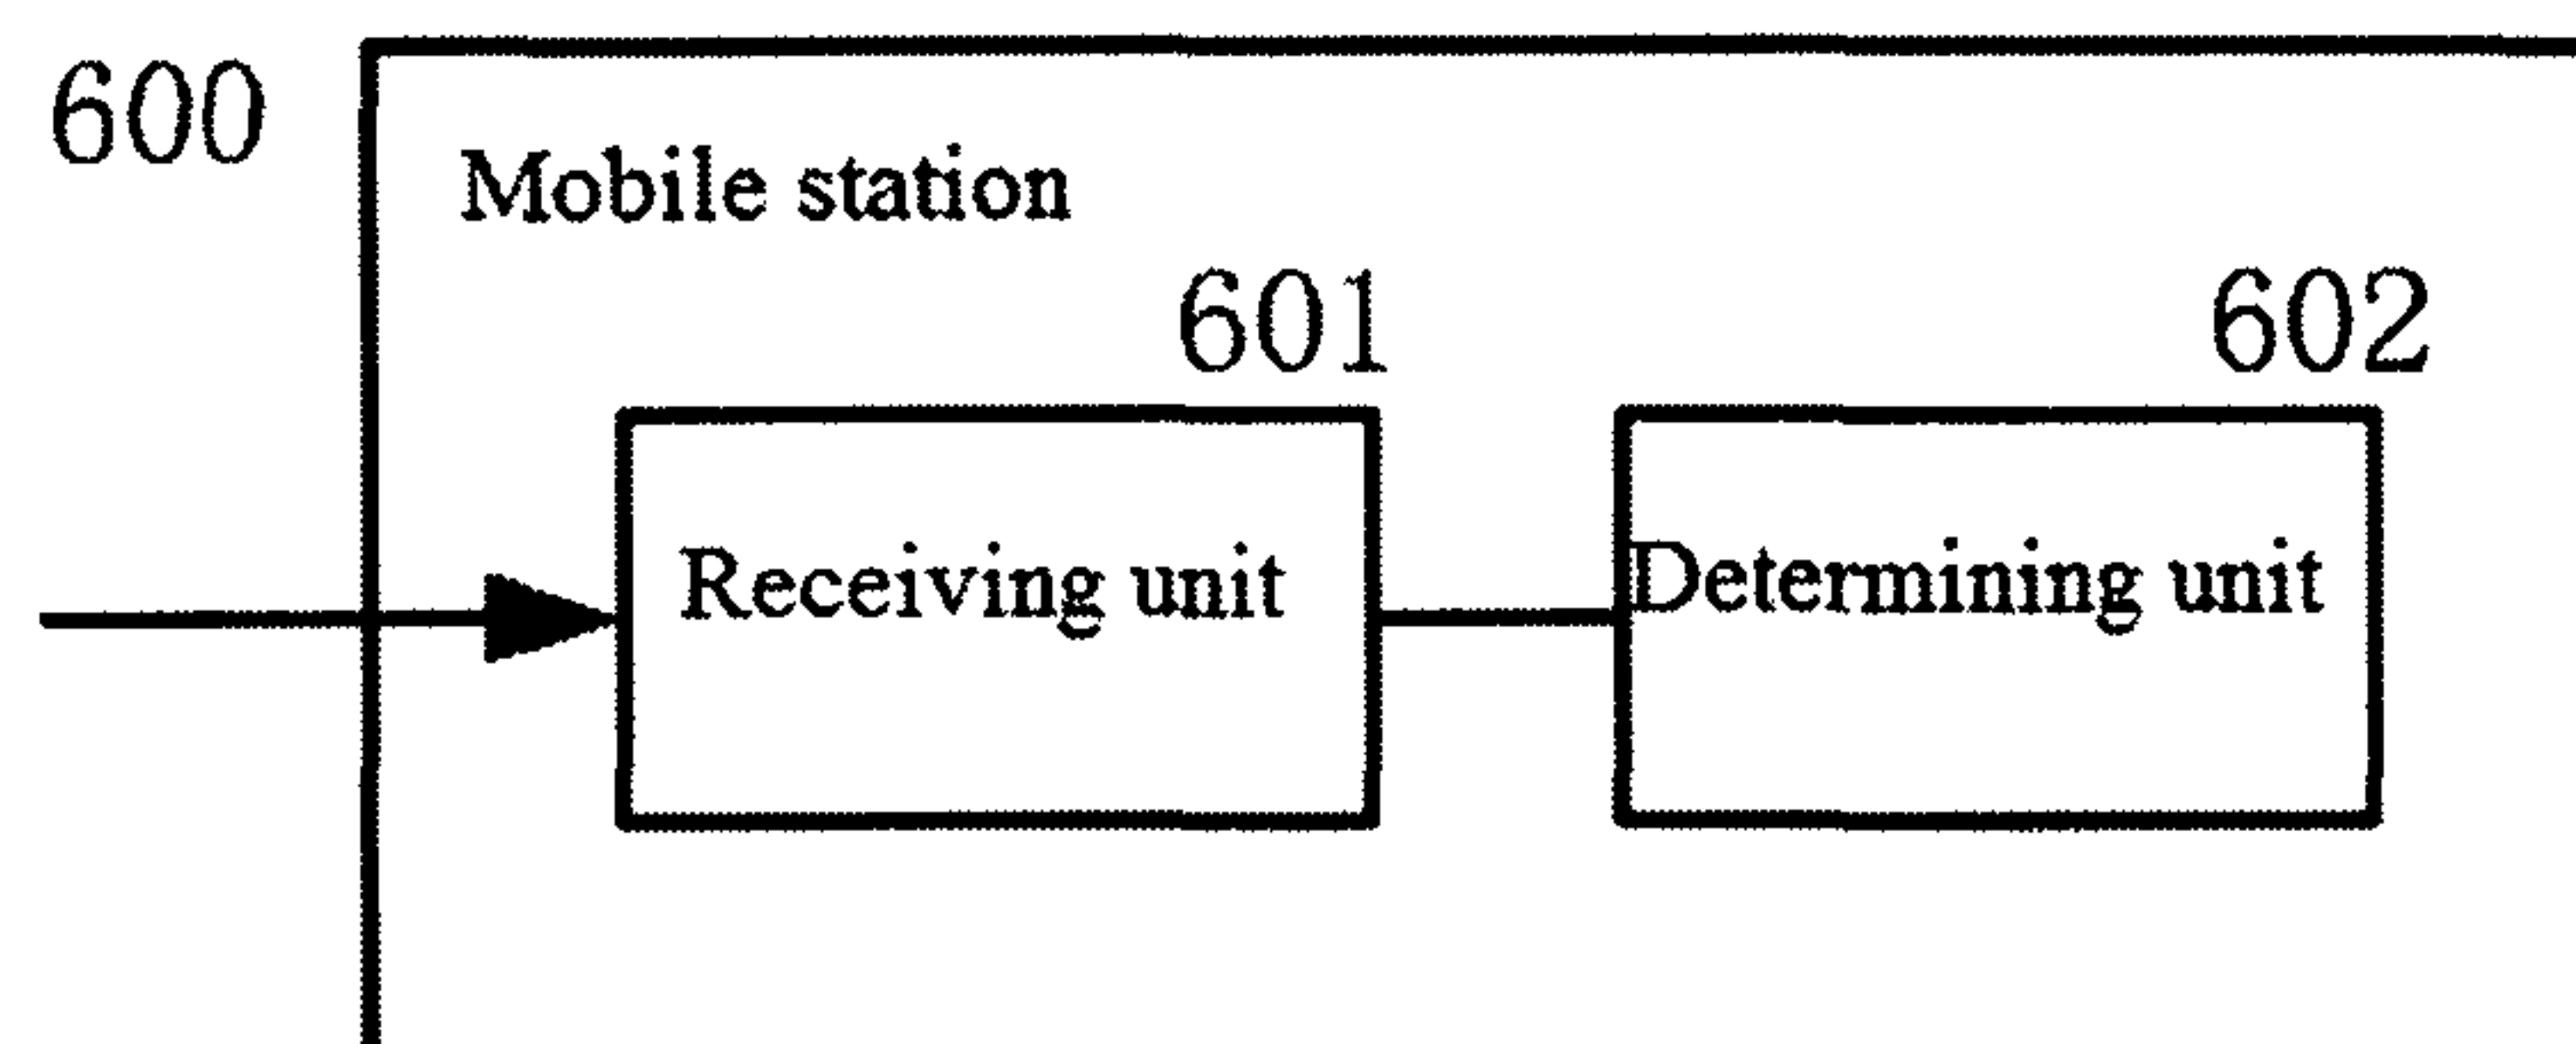 600
Mobile station
601
602
Receiving unit
Determining unit